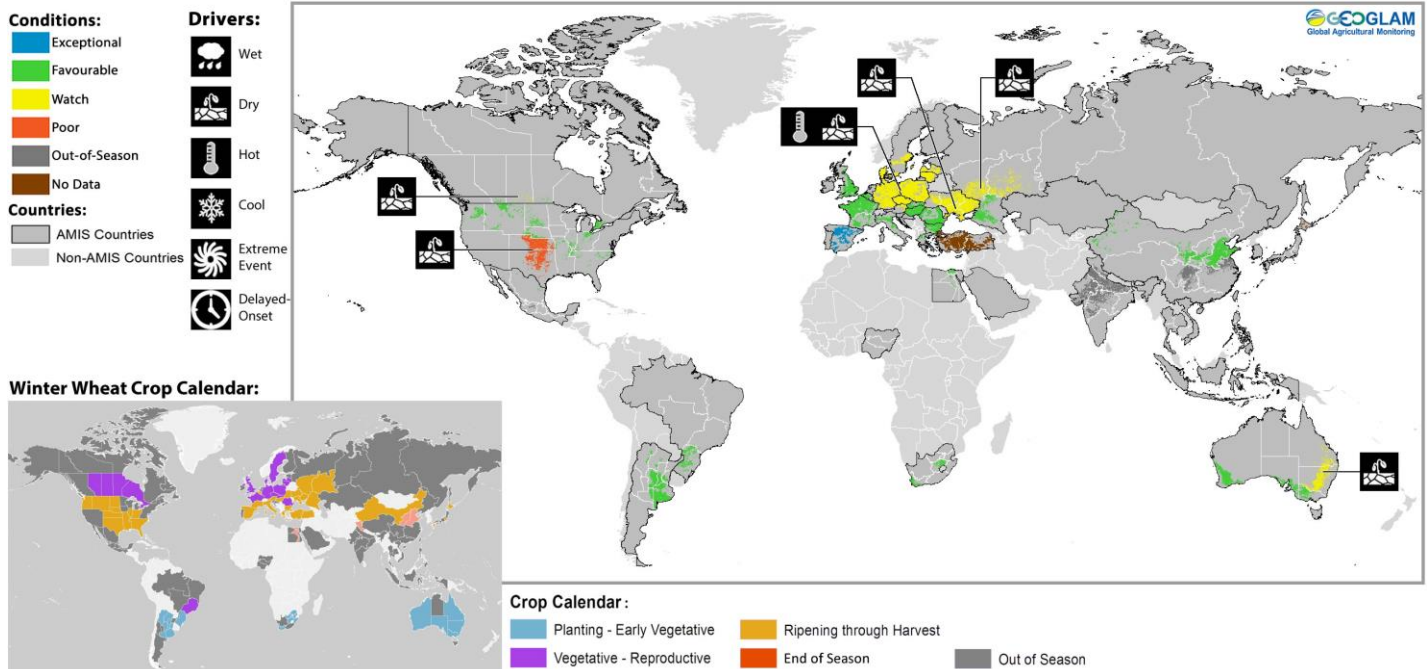 Conditions:
Exceptional
Favourable
Watch
Poor
Out-of-Season
No Data
Countries:
AMIS Countries
Non-AMIS Countries
Drivers:
Wet
Dry
Hot
Cool
Extreme
Event
Delayed-
Onset
GEOGLAM
Global Agricultural Monitoring
Winter Wheat Crop Calendar:
Crop Calendar :
Planting - Early Vegetative
Ripening through Harvest
Vegetative - Reproductive
End of Season
Out of Season